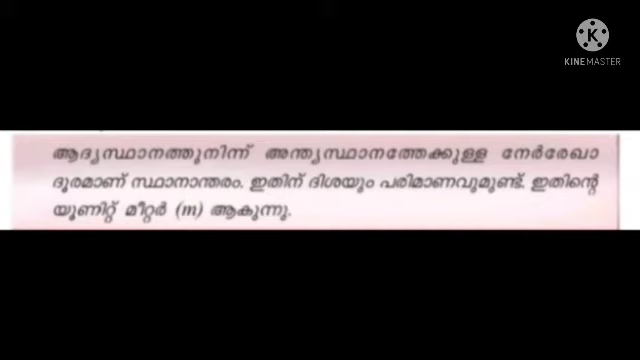 K
KINEMASTER
ആദ്യസ്ഥാനത്തുനിന്ന് അന്ത്യസ്ഥാനത്തേക്കുള്ള നേർരേഖാ
ദൂരമാണ് സ്ഥാനാന്തരം. ഇതിന് ദിശയും പരിമാണവുമുണ്ട്. ഇതിന്റെ
യൂണിറ്റ് മീറ്റർ (m) ആകുന്നു.